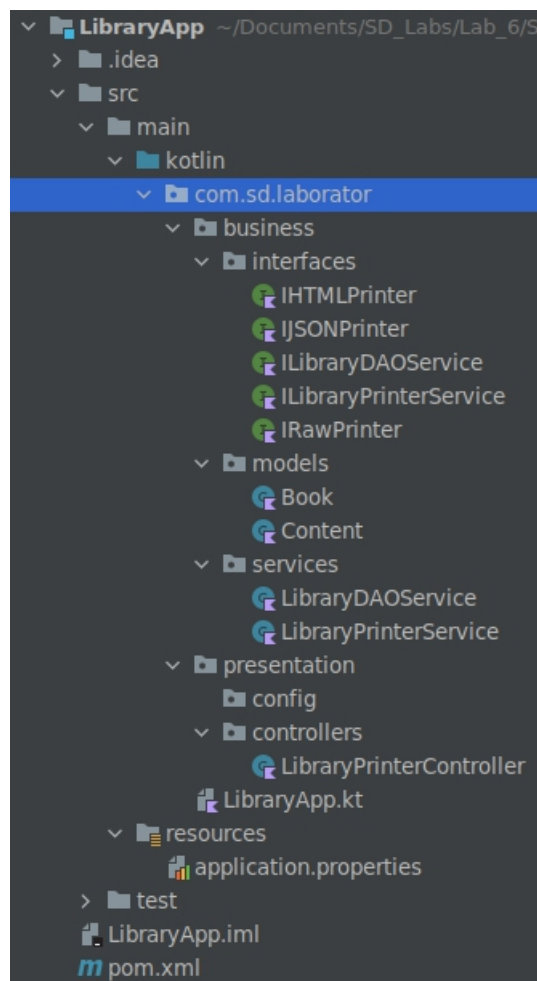 LibraryApp ~/Documents/SD_Labs/Lab_6/S
.idea
src
main
kotlin
com.sd.laborator
business
interfaces
IHTMLPrinter
IJSONPrinter
ILibraryDAOService
ILibraryPrinterService
IRawPrinter
models
Book
Content
services
LibraryDAOService
LibraryPrinterService
presentation
config
controllers
LibraryPrinterController
LibraryApp.kt
resources
application.properties
test
LibraryApp.iml
pom.xml